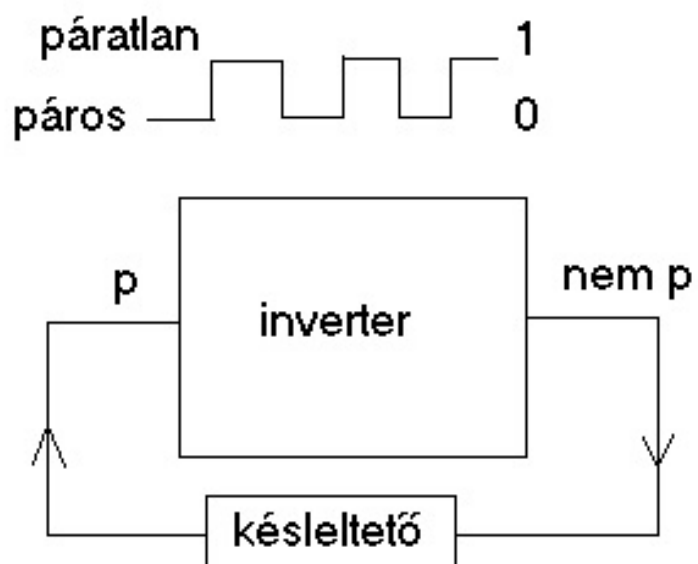 páratlan 1
páros 0
p
nem p
inverter
késleltető